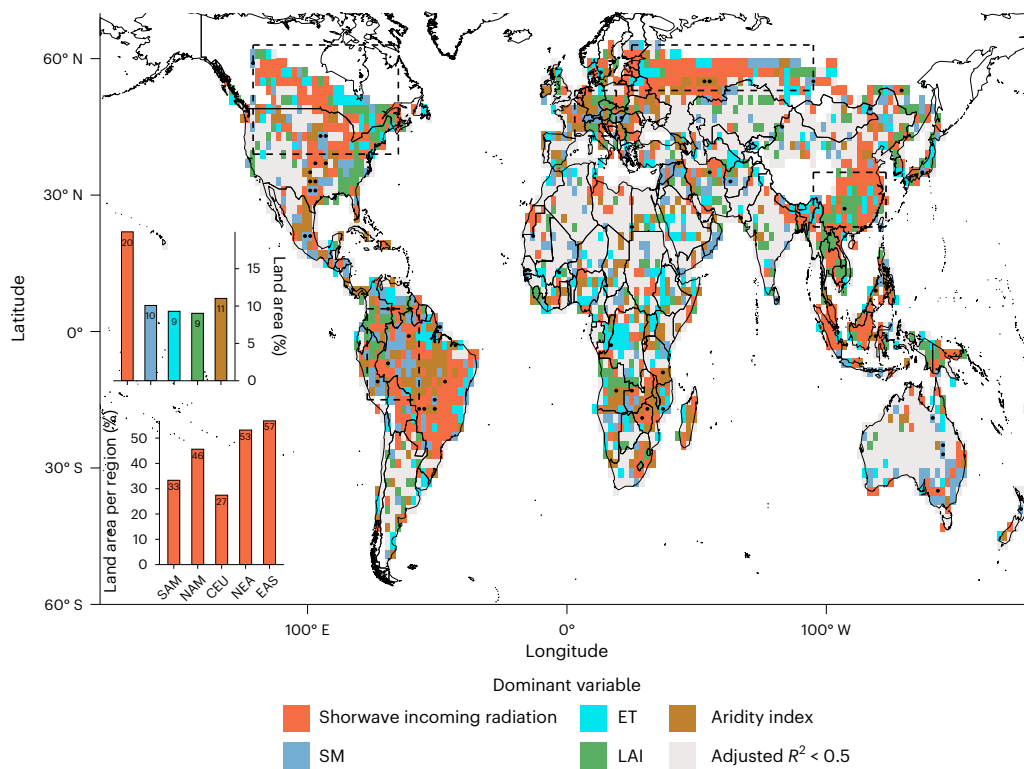 60° N
30° N
0°
30° S
60° S
Latitude
20
10
9
9
11
15
10
5
0
Land area (%)
50
40
30
20
10
0
Land area per region (%)
33
46
27
53
57
SAM
NAM
CEU
NEA
EAS
100° E
0°
100° W
Longitude
Dominant variable
Shorwave incoming radiation
ET
Aridity index
SM
LAI
Adjusted R² < 0.5